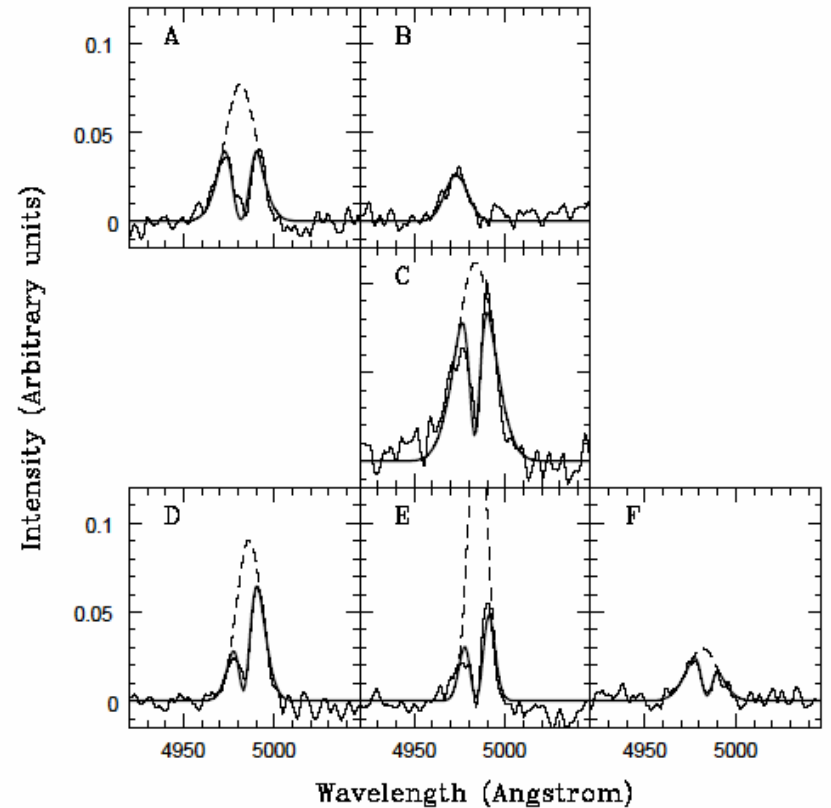 A B
0.1
0.05
0
C
D E F
0.1
0.05
0
4950 5000 4950 5000 4950 5000
Intensity (Arbitrary units)
Wavelength (Angstrom)